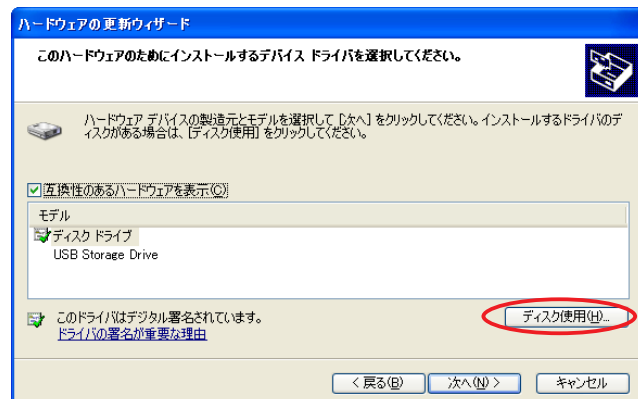 ハードウェアの更新ウィザード
このハードウェアのためにインストールするデバイス ドライバを選択してください。
ハードウェア デバイスの製造元とモデルを選択して [次へ] をクリックしてください。インストールするドライバのデ
ィスクがある場合は、[ディスク使用] をクリックしてください。
互換性のあるハードウェアを表示(C)
モデル
ディスク ドライブ
USB Storage Drive
このドライバはデジタル署名されています。
ディスク使用(H)...
ドライバの署名が重要な理由
< 戻る(B)
次へ(N) >
キャンセル